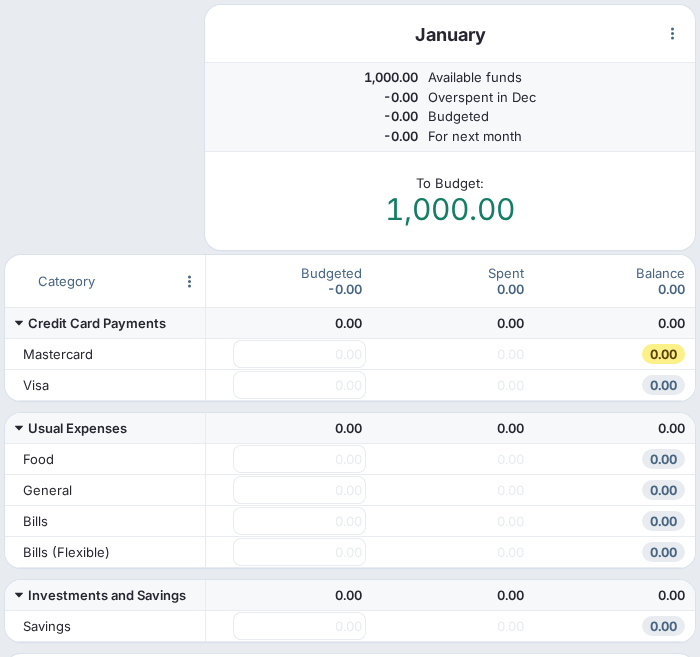 January
1,000.00 Available funds
-0.00 Overspent in Dec
-0.00 Budgeted
-0.00 For next month
To Budget:
1,000.00
Category Budgeted Spent Balance
-0.00 0.00 0.00
Credit Card Payments 0.00 0.00 0.00
Mastercard 0.00 0.00 0.00
Visa 0.00 0.00 0.00
Usual Expenses 0.00 0.00 0.00
Food 0.00 0.00 0.00
General 0.00 0.00 0.00
Bills 0.00 0.00 0.00
Bills (Flexible) 0.00 0.00 0.00
Investments and Savings 0.00 0.00 0.00
Savings 0.00 0.00 0.00